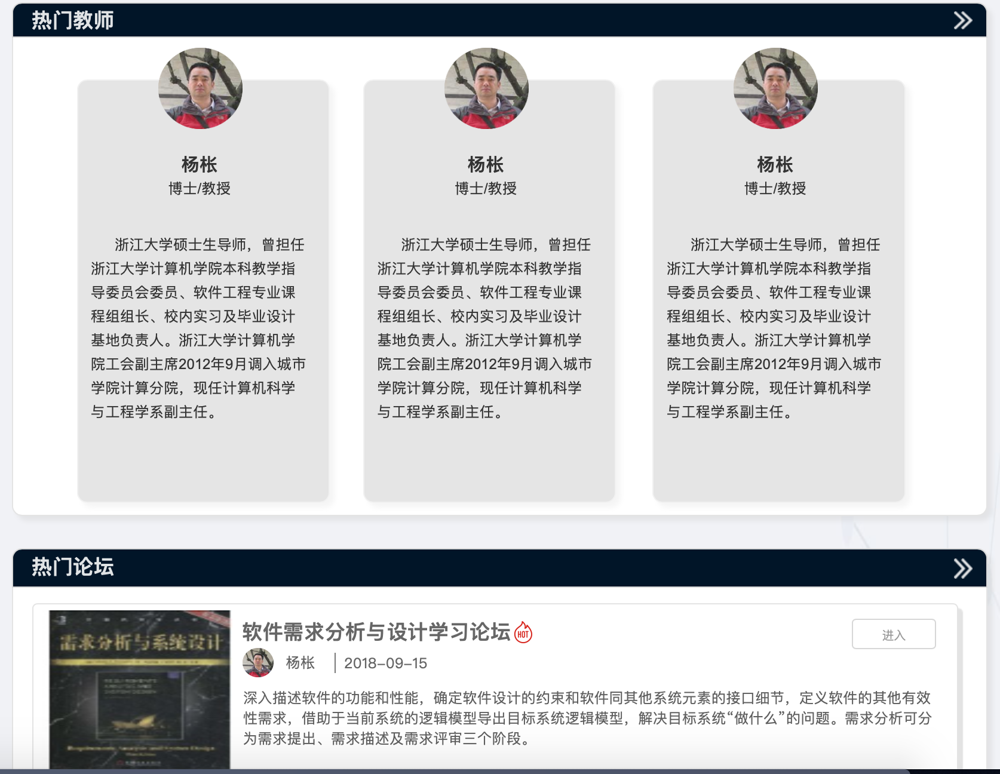 热门教师
杨枨
博士/教授
浙江大学硕士生导师，曾担任
浙江大学计算机学院本科教学指
导委员会委员、软件工程专业课
程组组长、校内实习及毕业设计
基地负责人。浙江大学计算机学
院工会副主席2012年9月调入城市
学院计算分院，现任计算机科学
与工程学系副主任。
杨枨
博士/教授
浙江大学硕士生导师，曾担任
浙江大学计算机学院本科教学指
导委员会委员、软件工程专业课
程组组长、校内实习及毕业设计
基地负责人。浙江大学计算机学
院工会副主席2012年9月调入城市
学院计算分院，现任计算机科学
与工程学系副主任。
杨枨
博士/教授
浙江大学硕士生导师，曾担任
浙江大学计算机学院本科教学指
导委员会委员、软件工程专业课
程组组长、校内实习及毕业设计
基地负责人。浙江大学计算机学
院工会副主席2012年9月调入城市
学院计算分院，现任计算机科学
与工程学系副主任。
热门论坛
需求分析与系统设计
软件需求分析与设计学习论坛 HOT
进入
杨枨 2018-09-15
深入描述软件的功能和性能，确定软件设计的约束和软件同其他系统元素的接口细节，定义软件的其他有效
性需求，借助于当前系统的逻辑模型导出目标系统逻辑模型，解决目标系统“做什么”的问题。需求分析可分
为需求提出、需求描述及需求评审三个阶段。